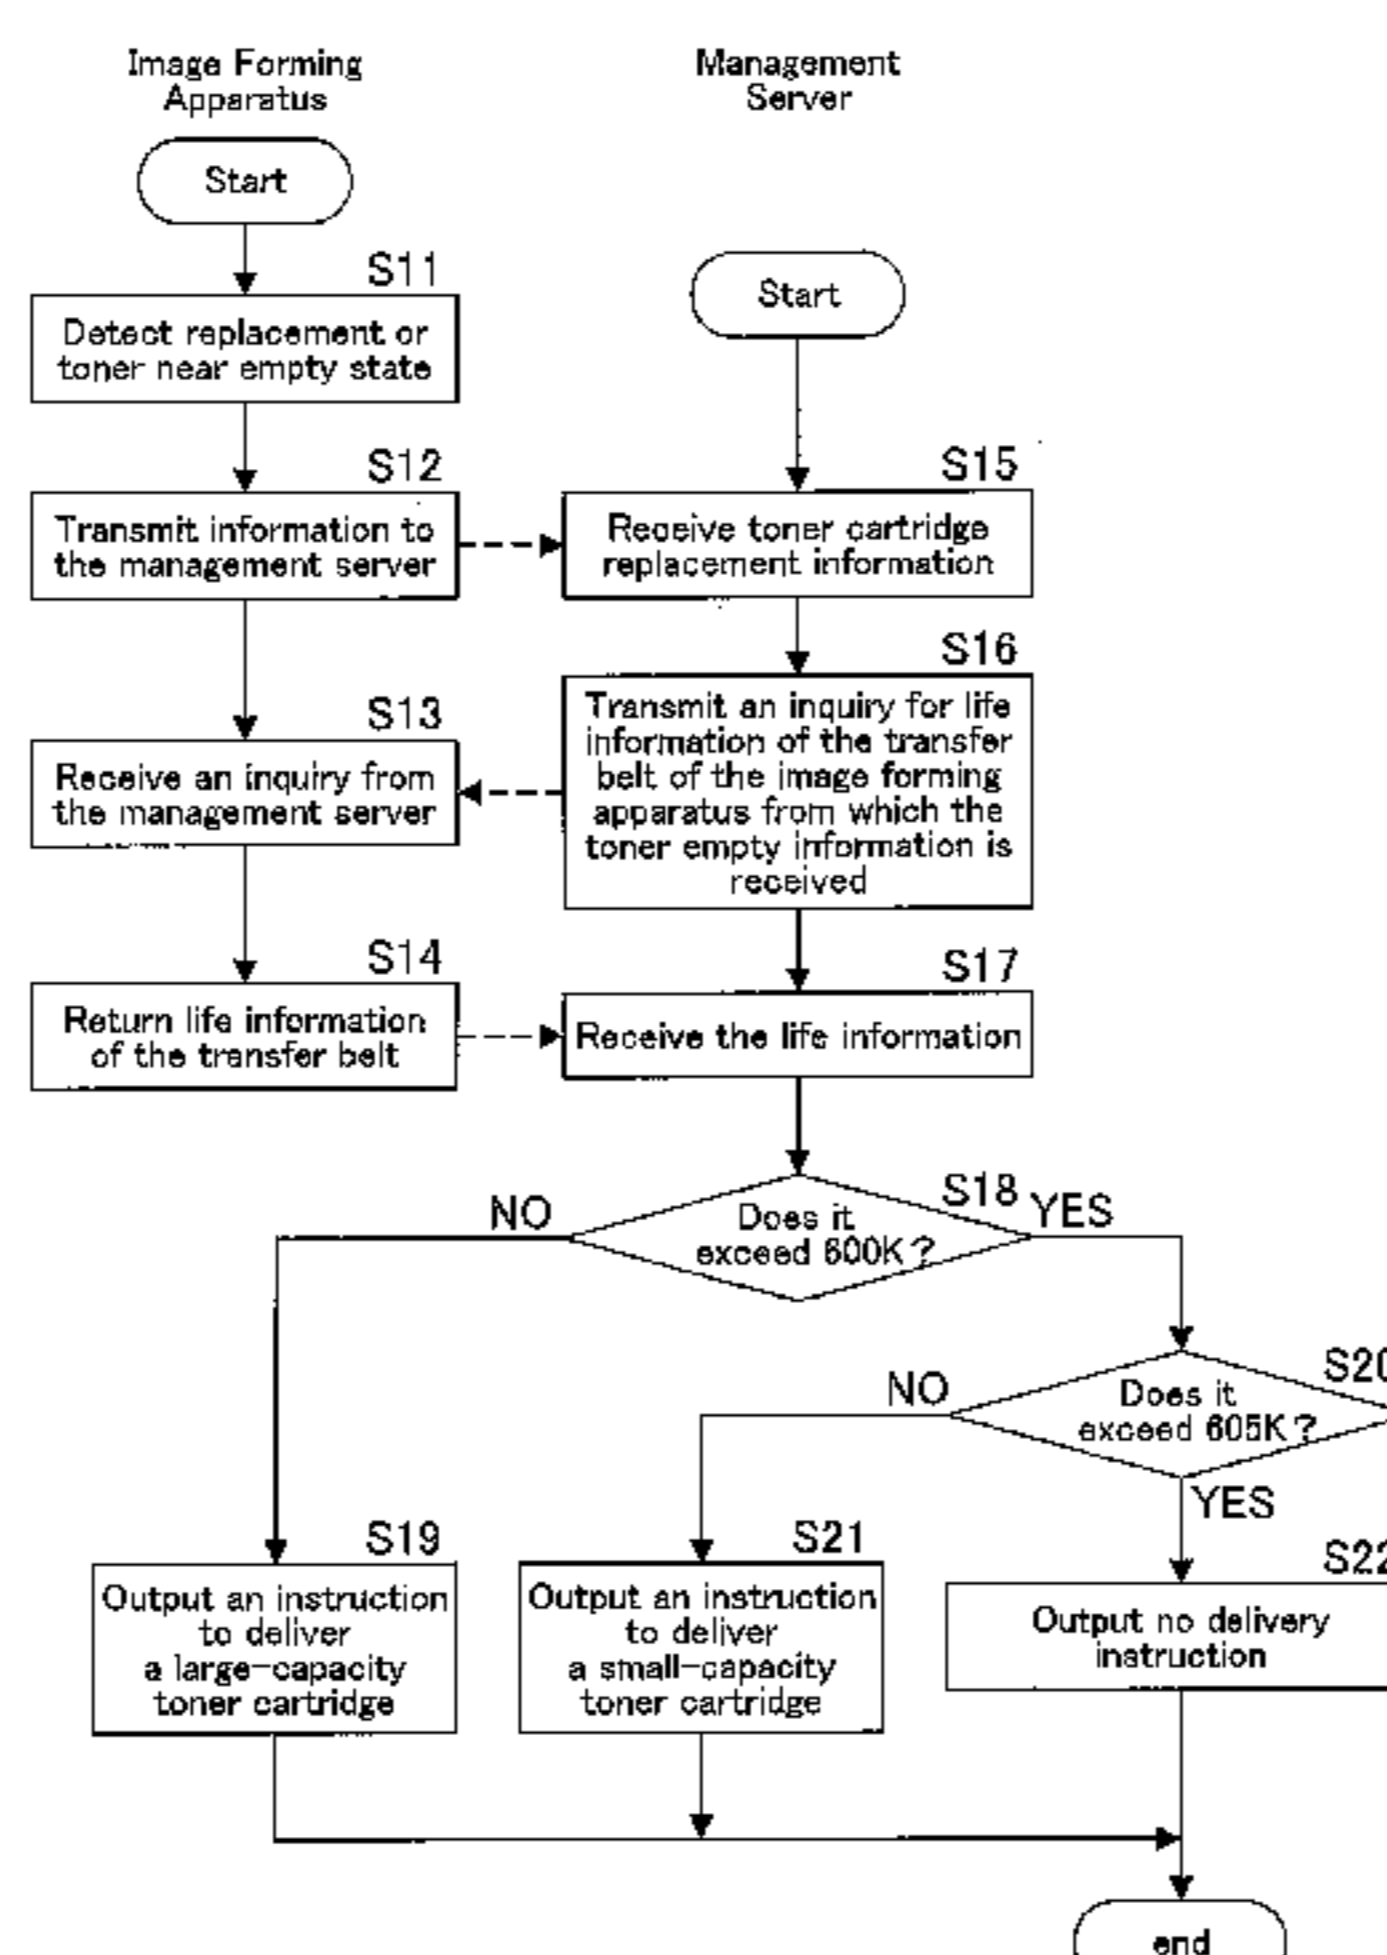 Image Forming
Apparatus
Management
Server
Start
S11
Detect replacement or
toner near empty state
Start
S12
Transmit information to
the management server
S15
Receive toner cartridge
replacement information
S16
Transmit an inquiry for life
information of the transfer
belt of the image forming
apparatus from which the
toner empty information is
received
S13
Receive an inquiry from
the management server
S14
Return life information
of the transfer belt
S17
Receive the life information
S18
Does it
exceed 600K?
NO
YES
S20
Does it
exceed 605K?
NO
YES
S19
Output an instruction
to deliver
a large-capacity
toner cartridge
S21
Output an instruction
to deliver
a small-capacity
toner cartridge
S22
Output no delivery
instruction
end